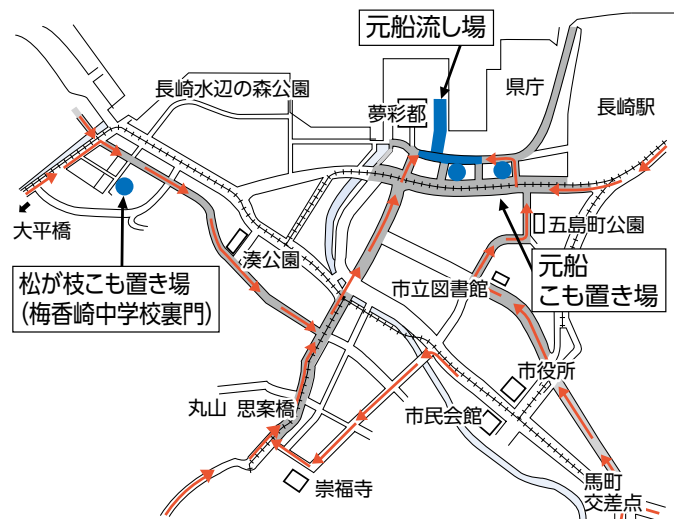 元船流し場
県庁
長崎水辺の森公園
夢彩都
長崎駅
大平橋
五島町公園
湊公園
松が枝こも置き場
(梅香崎中学校裏門)
元船
こも置き場
市立図書館
市役所
丸山 思案橋
市民会館
崇福寺
馬町
交差点